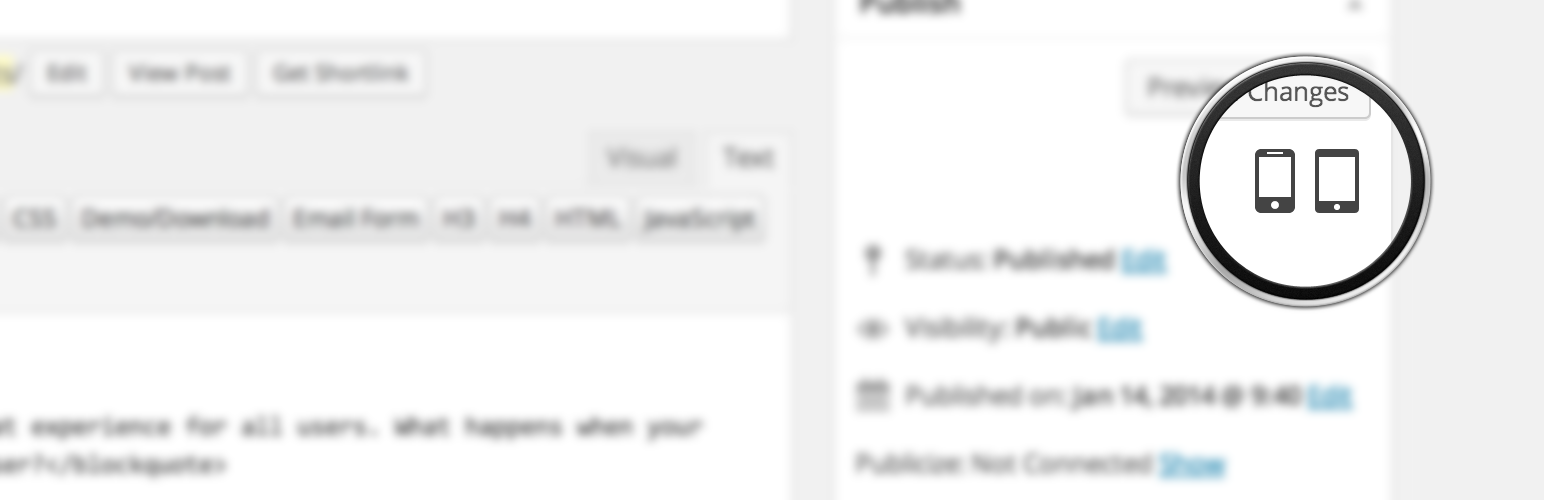 Publish
Edit View Post Get Shortlink
Preview Changes
Visual Text
CSS Demo/Download Email Form H3 H4 HTML JavaScript
Status: Published Edit
Visibility: Public Edit
Published on: Jan 14, 2014 @ 9:40 Edit
experience for all users. What happens when your
</blockquote>
Publicize: Not Connected Show